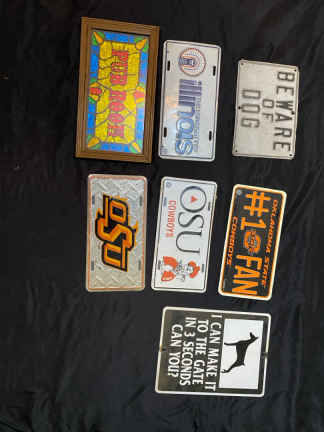 PUB ROOM
illinois
BEWARE
OF
DOG
OSU
OSU
COWBOYS
OKLAHOMA STATE
#1 FAN
COWBOYS
I CAN MAKE IT
TO THE GATE
IN 3 SECONDS
CAN YOU?